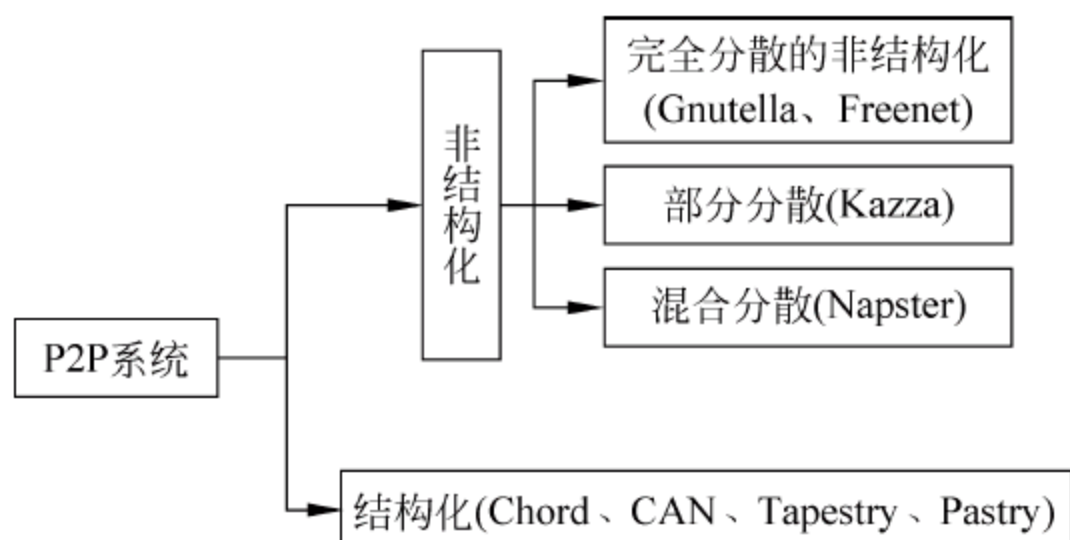 完全分散的非结构化
(Gnutella、Freenet)
非结构化
部分分散(Kazza)
混合分散(Napster)
P2P系统
结构化(Chord、CAN、Tapestry、Pastry)